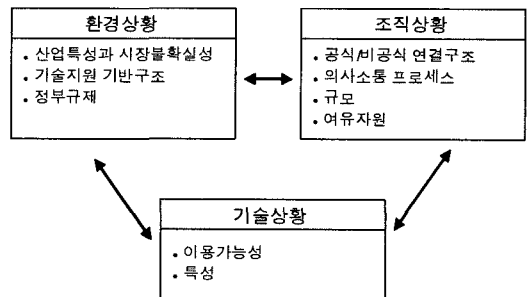 환경상황
. 산업특성과 시장불확실성
. 기술지원 기반구조
. 정부규제
조직상황
. 공식/비공식 연결구조
. 의사소통 프로세스
. 규모
. 여유자원
기술상황
. 이용가능성
. 특성